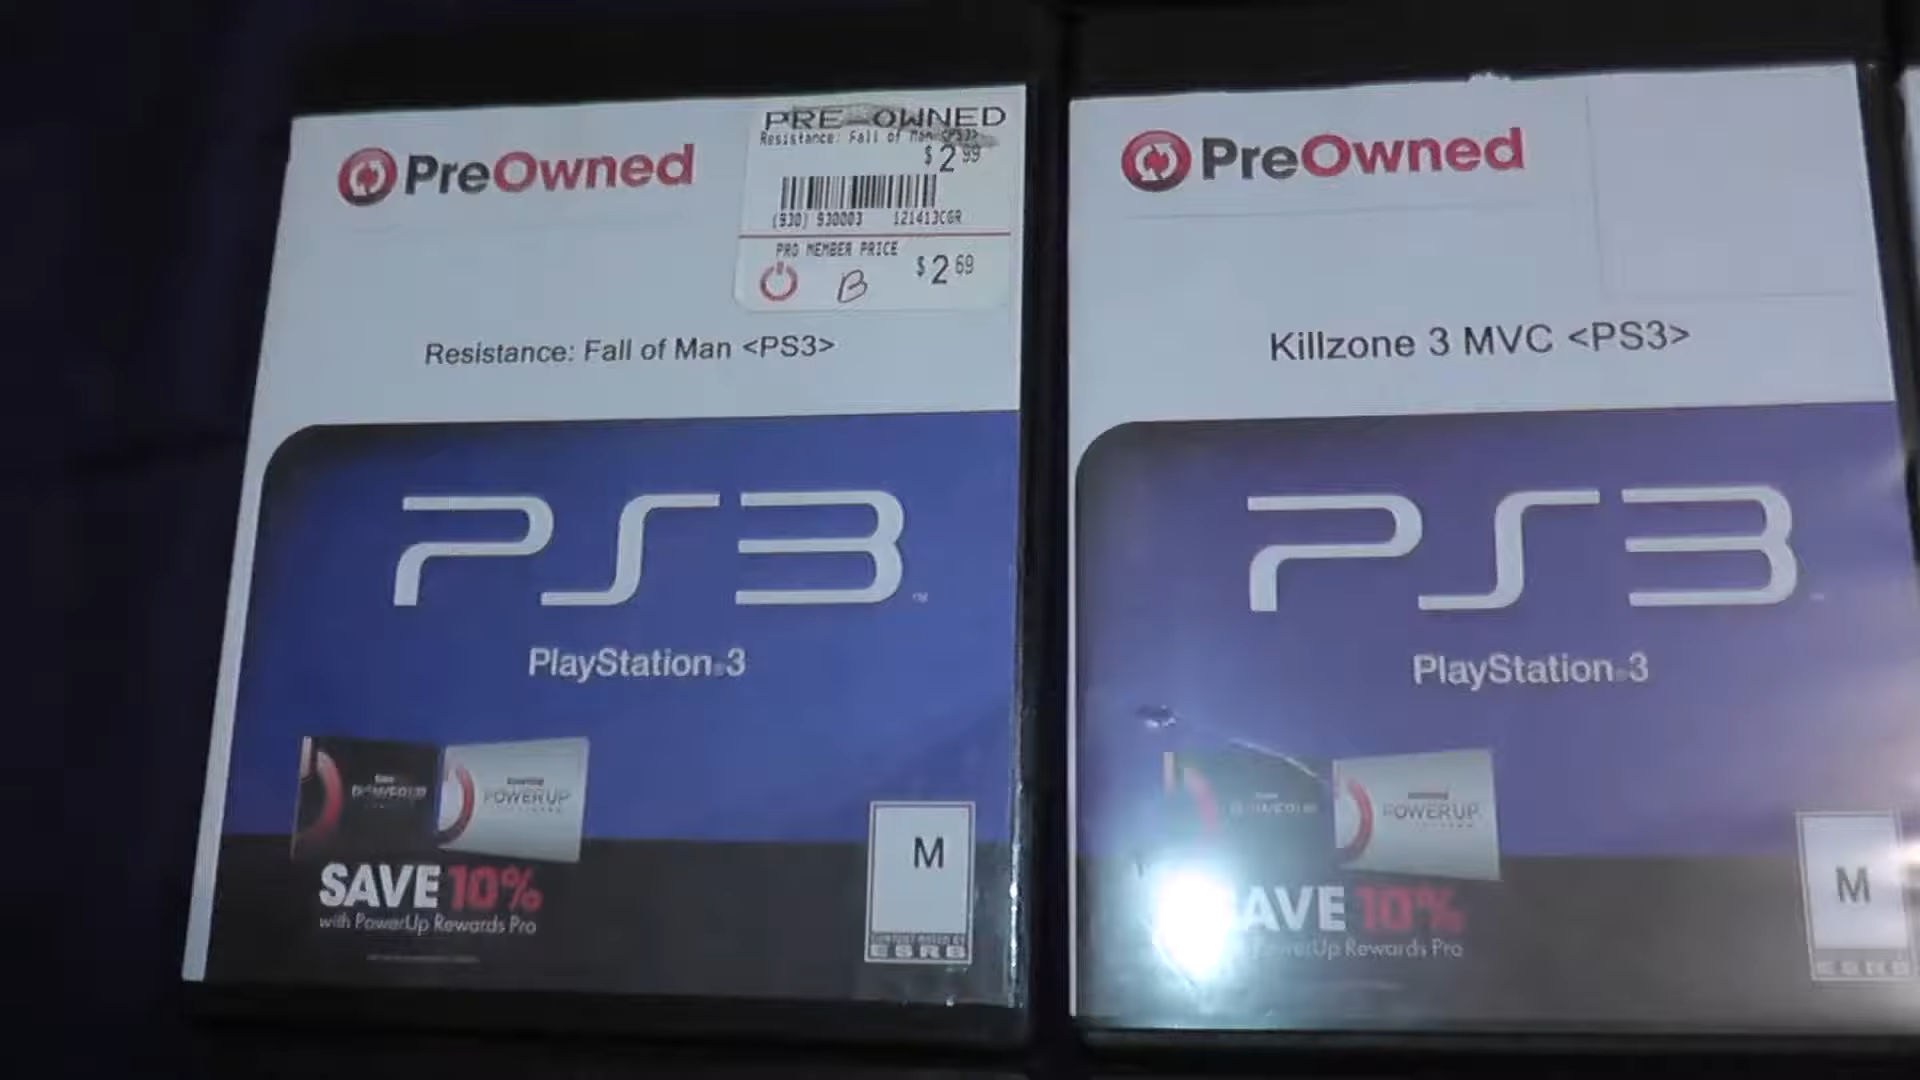 PreOwned
PRE-OWNED
Resistance: Fall of Man <PS3>
$2.99
(930) 930003 121413CGR
PRO MEMBER PRICE
B $2.69
Resistance: Fall of Man <PS3>
PS3
PlayStation 3
POWERUP
SAVE 10%
with PowerUp Rewards Pro
M
ESRB
PreOwned
Killzone 3 MVC <PS3>
PS3
PlayStation 3
POWERUP
AVE 10%
PowerUp Rewards Pro
M